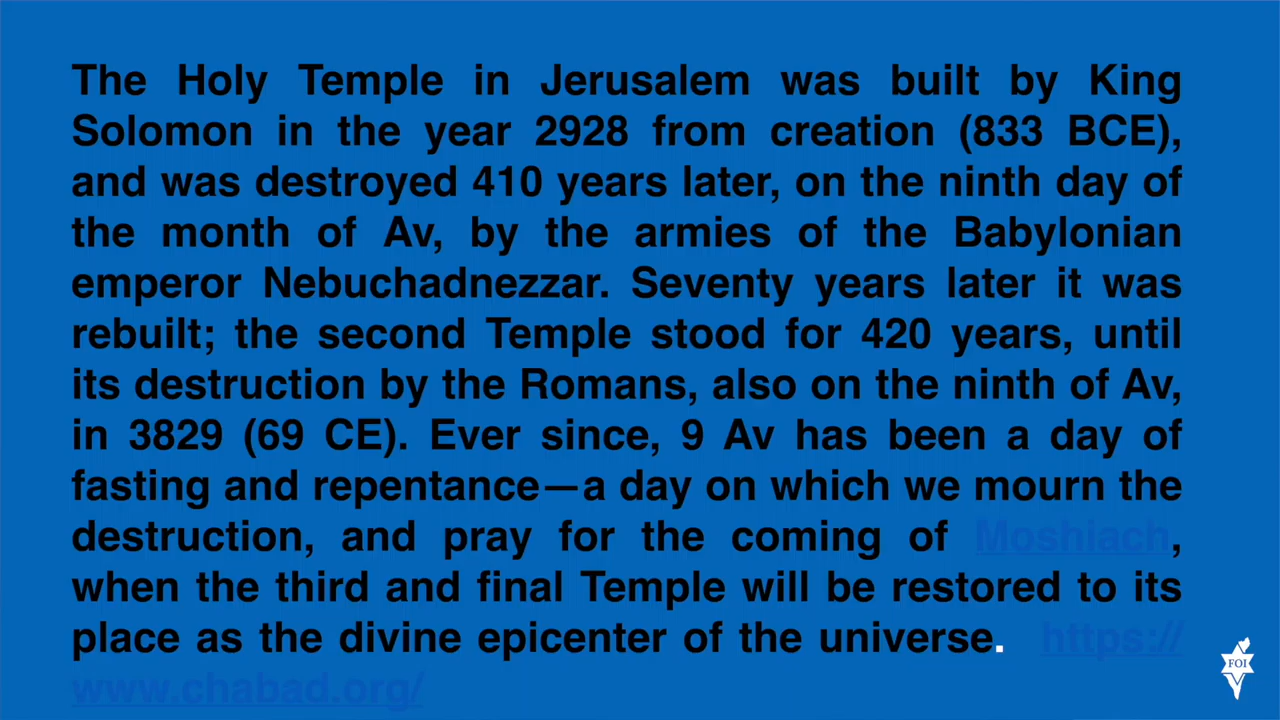 The Holy Temple in Jerusalem was built by King
Solomon in the year 2928 from creation (833 BCE),
and was destroyed 410 years later, on the ninth day of
the month of Av, by the armies of the Babylonian
emperor Nebuchadnezzar. Seventy years later it was
rebuilt; the second Temple stood for 420 years, until
its destruction by the Romans, also on the ninth of Av,
in 3829 (69 CE). Ever since, 9 Av has been a day of
fasting and repentance—a day on which we mourn the
destruction, and pray for the coming of Moshiach,
when the third and final Temple will be restored to its
place as the divine epicenter of the universe. https://
www.chabad.org/
FOI